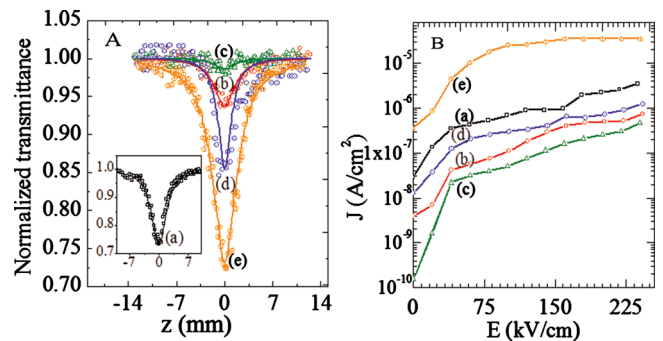 A
1.05
1.00
0.95
0.90
0.85
0.80
0.75
0.70
Normalized transmittance
(c)
(b)
(d)
(e)
1.0
0.9
0.8
0.7
(a)
-7 0 7
-14 -7 0 7 14
z (mm)
B
10⁻⁵
10⁻⁶
1x10⁻⁷
10⁻⁸
10⁻⁹
10⁻¹⁰
J (A/cm²)
(e)
(a)
(d)
(b)
(c)
0 75 150 225
E (kV/cm)